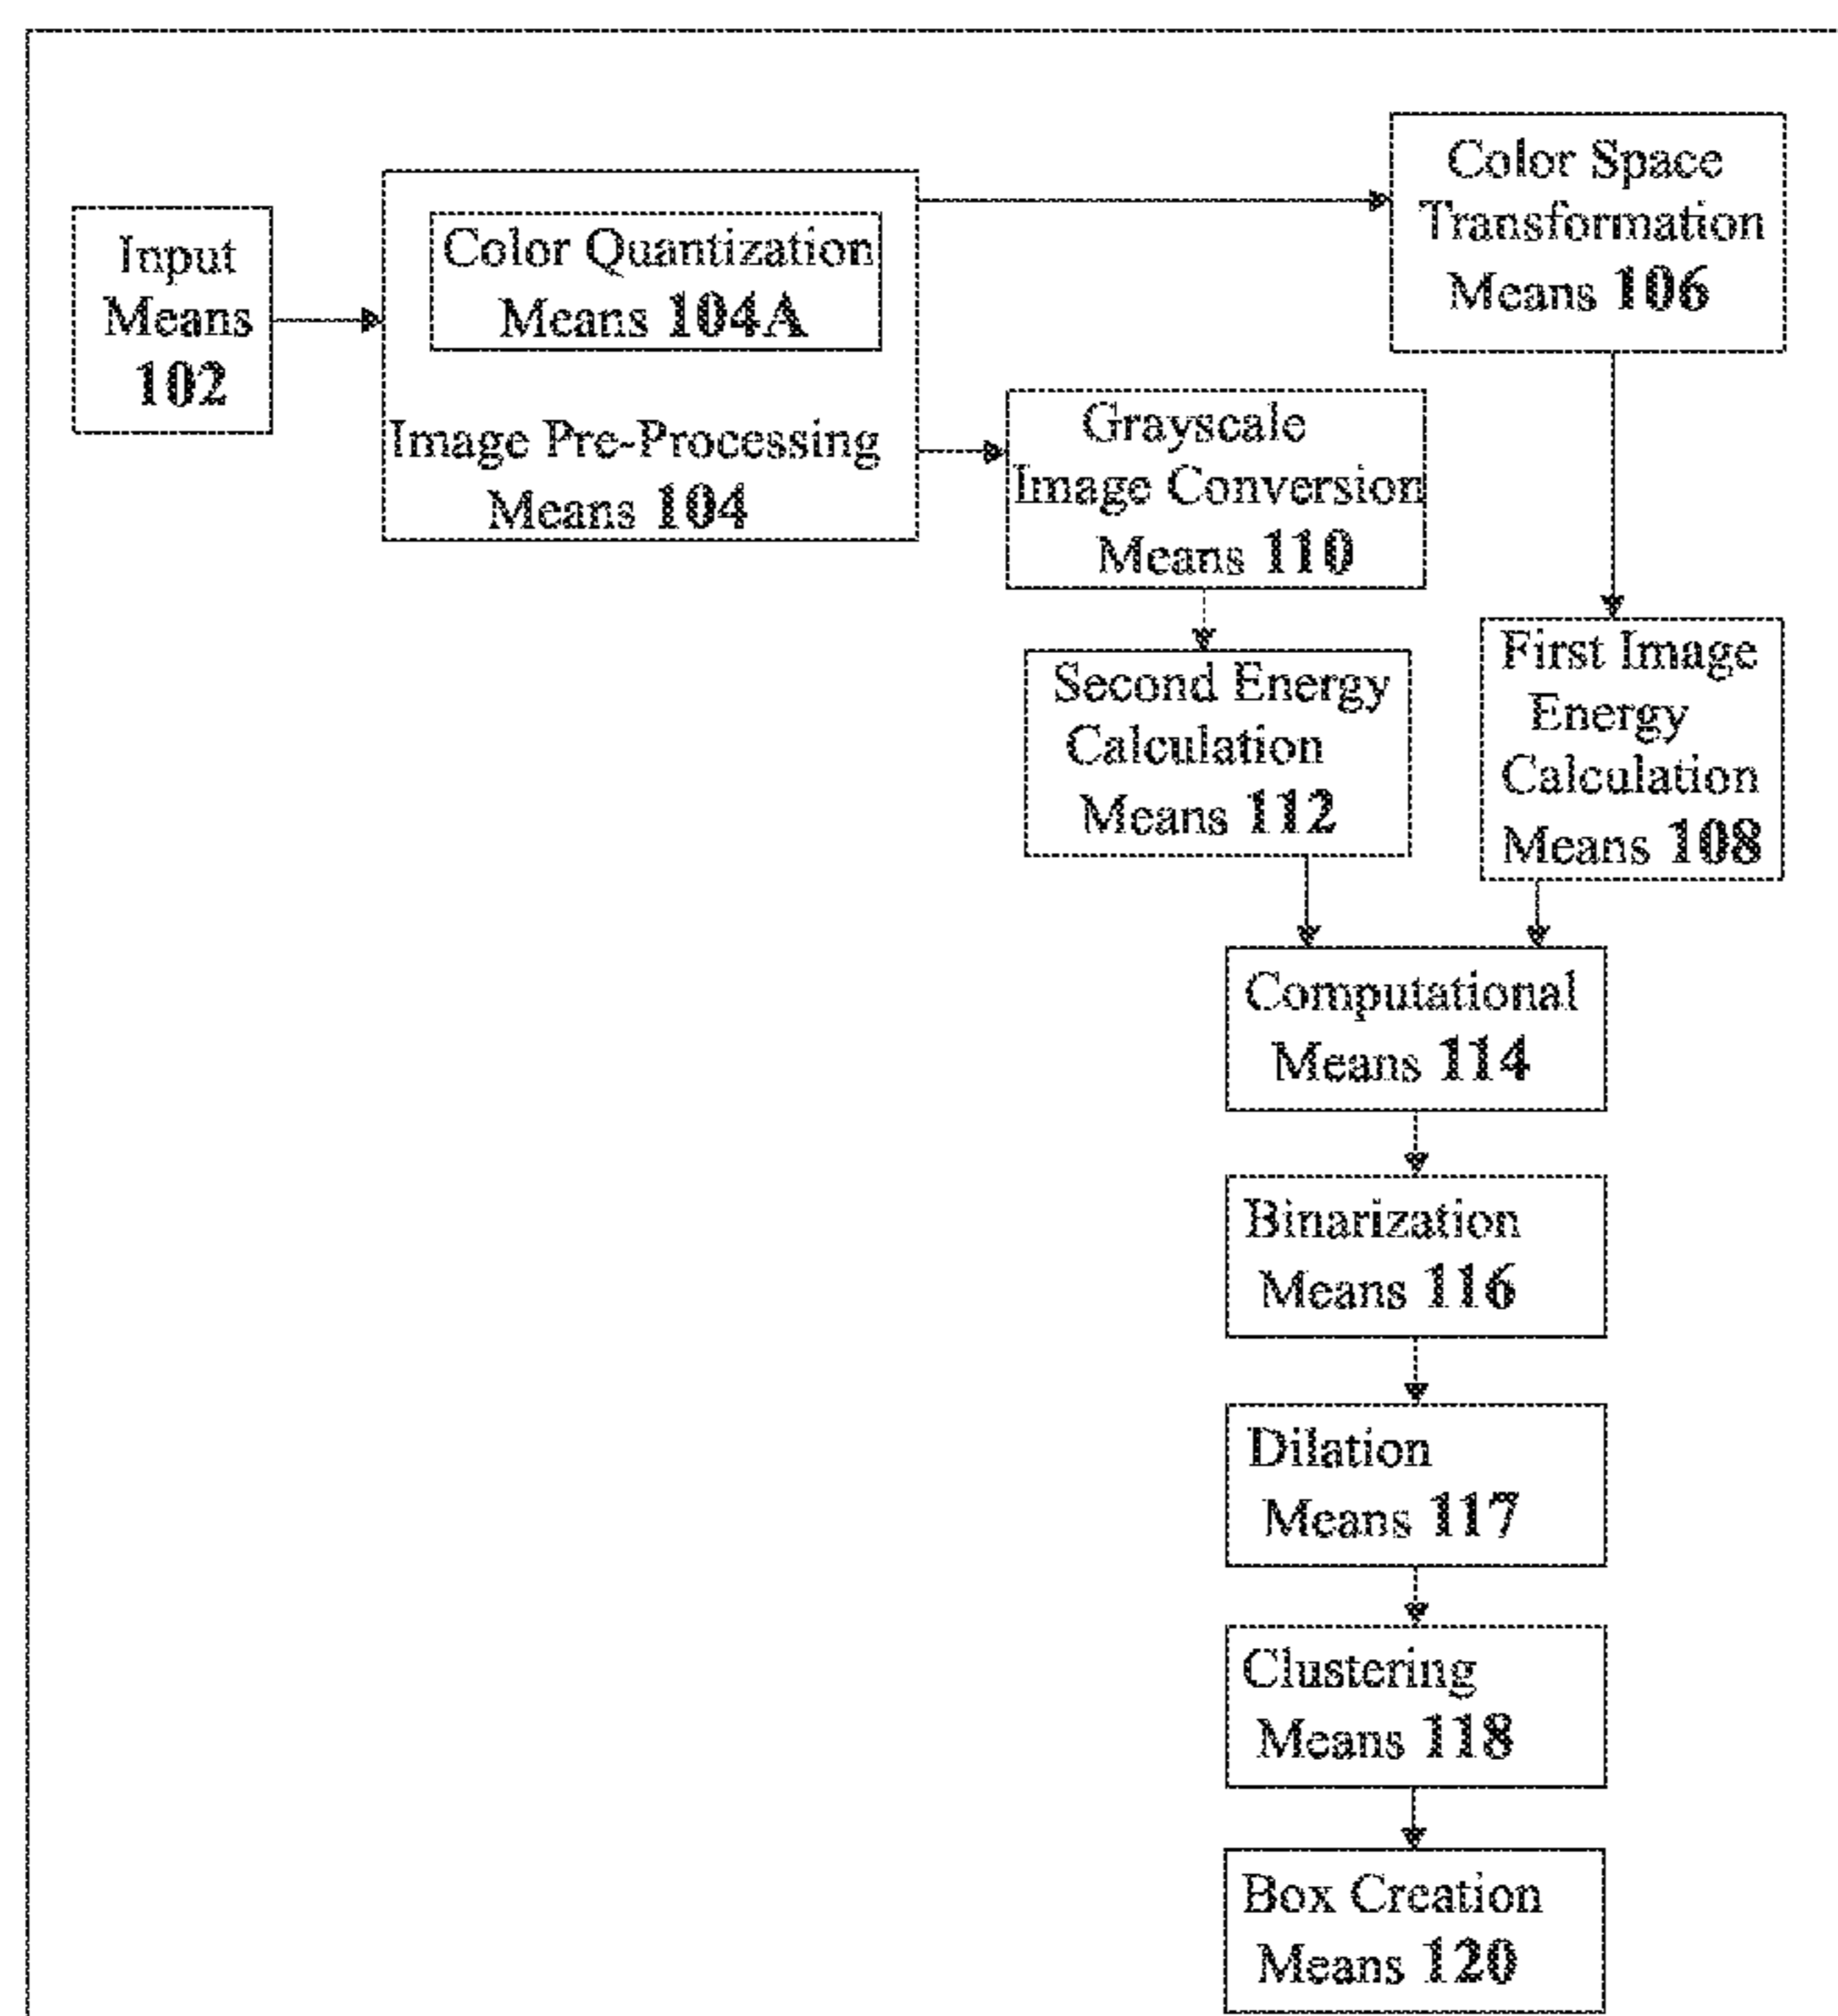 Input
Means
102
Color Quantization
Means 104A
Image Pre-Processing
Means 104
Color Space
Transformation
Means 106
Grayscale
Image Conversion
Means 110
Second Energy
Calculation
Means 112
First Image
Energy
Calculation
Means 108
Computational
Means 114
Binarization
Means 116
Dilation
Means 117
Clustering
Means 118
Box Creation
Means 120